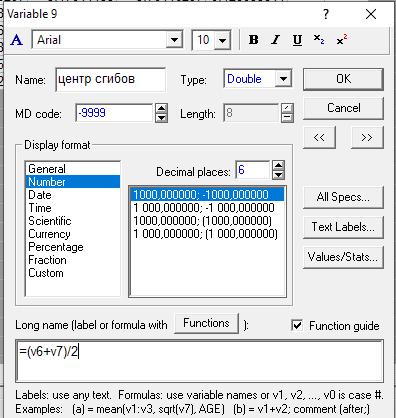 Variable 9 ? ×
A Arial 10 B I U x₂ x²
Name: центр сгибов Type: Double OK
MD code: -9999 Length: 8 Cancel
<< >>
Display format
General
Number
Date
Time
Scientific
Currency
Percentage
Fraction
Custom
Decimal places: 6
1000,000000; -1000,000000
1 000,000000; -1 000,000000
1000,000000; (1000,000000)
1 000,000000; (1 000,000000)
All Specs...
Text Labels...
Values/Stats...
Long name (label or formula with Functions ): Function guide
=(v6+v7)/2
Labels: use any text. Formulas: use variable names or v1, v2, ..., v0 is case #.
Examples: (a) = mean(v1:v3, sqrt(v7), AGE) (b) = v1+v2; comment (after;)